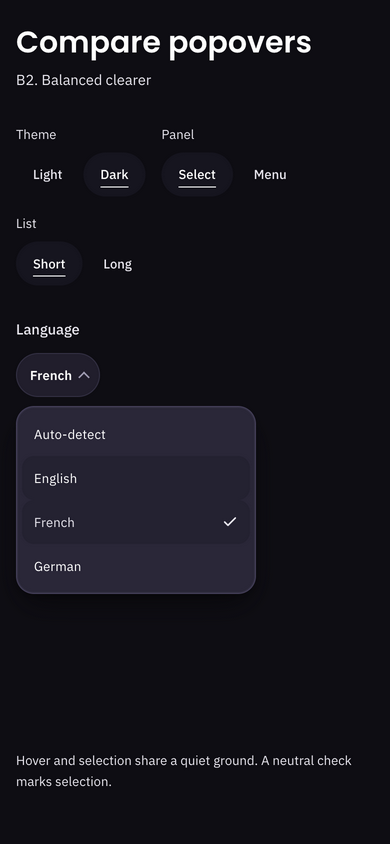 Compare popovers
B2. Balanced clearer
Theme
Panel
Light
Dark
Select
Menu
List
Short
Long
Language
French
Auto-detect
English
French
German
Hover and selection share a quiet ground. A neutral check
marks selection.